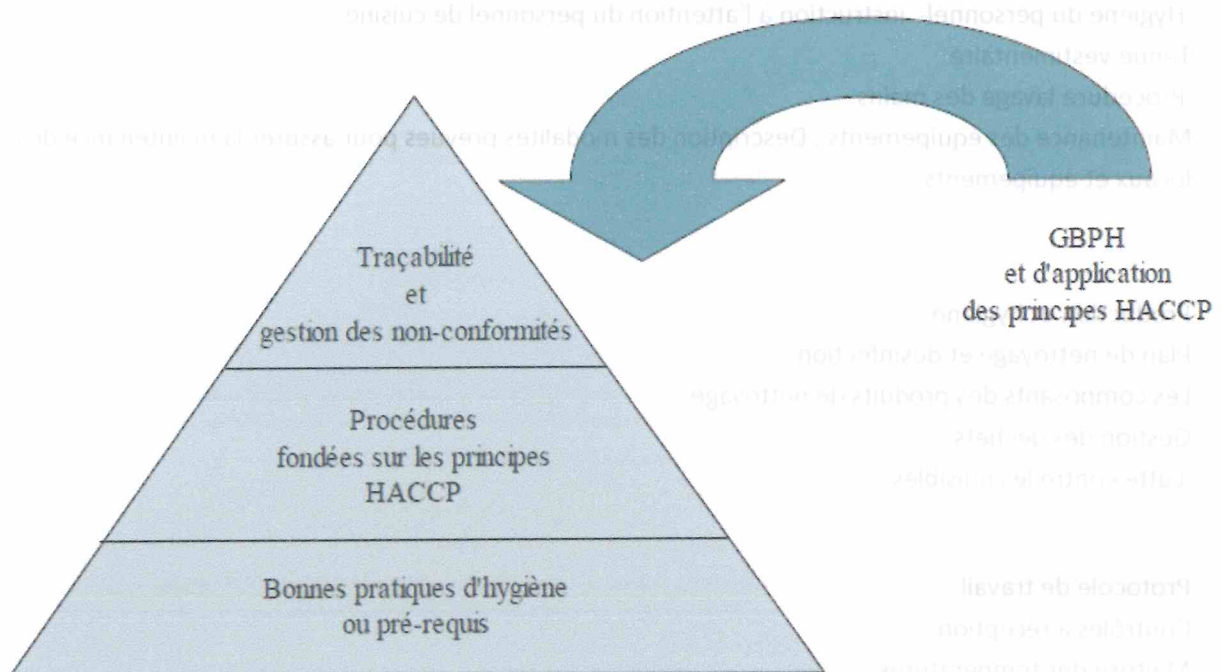 Hygiène du personnel : instruction à l'attention du personnel de cuisine
Tenue vestimentaire
Procédure lavage des mains
Maintenance des équipements : Description des modalités prévues pour assurer la maintenance des
locaux et équipements
GBPH
et d'application
des principes HACCP
Traçabilité
et
gestion des non-conformités
Procédures
fondées sur les principes
HACCP
Bonnes pratiques d'hygiène
ou pré-requis
Plan de nettoyage et désinfection
Les composants des produits de nettoyage
Gestion des déchets
Lutte contre les nuisibles
Protocole de travail
Contrôles à réception